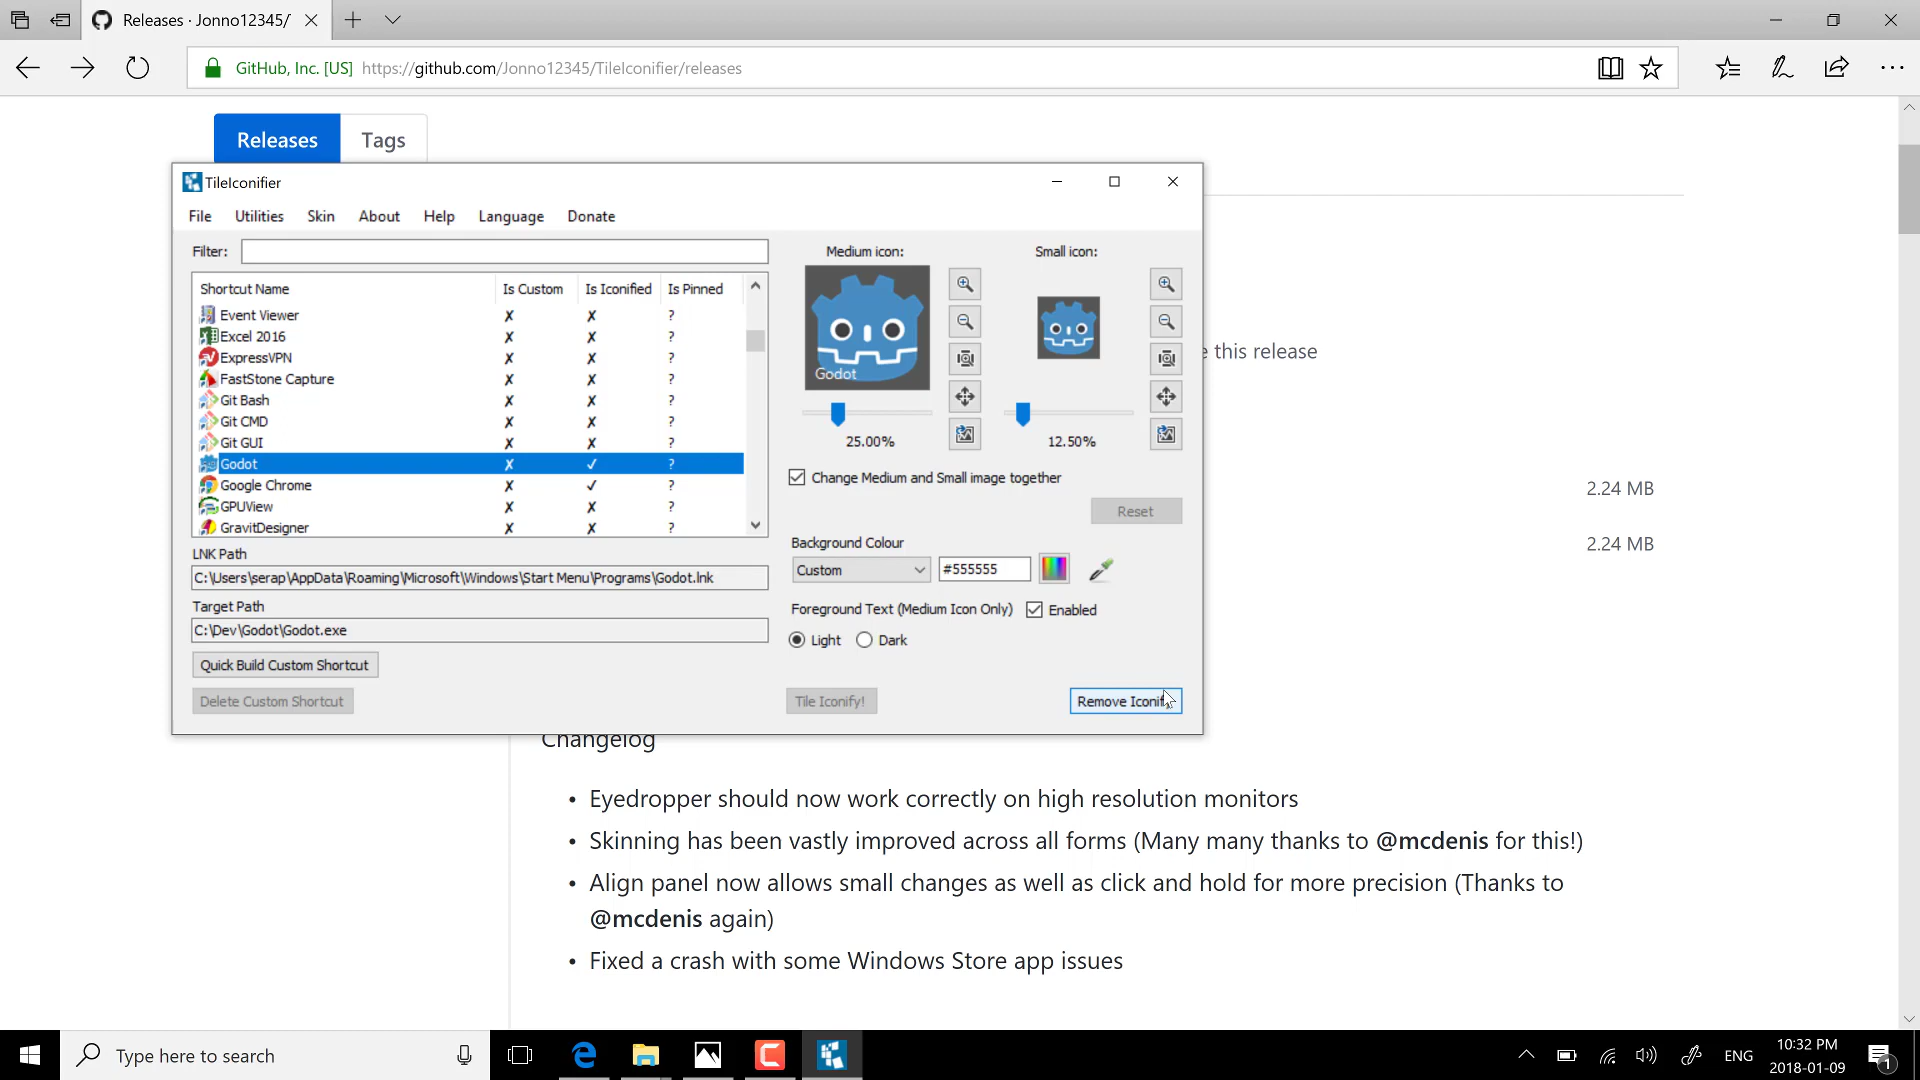 Releases · Jonno12345/
GitHub, Inc. [US] https://github.com/Jonno12345/TileIconifier/releases
Releases Tags
TileIconifier
File Utilities Skin About Help Language Donate
Filter:
Medium icon: Small icon:
Shortcut Name Is Custom Is Iconified Is Pinned
Event Viewer ✗ ✗ ?
Excel 2016 ✗ ✗ ?
ExpressVPN ✗ ✗ ?
FastStone Capture ✗ ✗ ?
Git Bash ✗ ✗ ?
Git CMD ✗ ✗ ?
Git GUI ✗ ✗ ?
Godot ✗ ✓ ?
Google Chrome ✗ ✓ ?
GPUView ✗ ✗ ?
GravitDesigner ✗ ✗ ?
Godot
25.00% 12.50%
Change Medium and Small image together
Reset
LNK Path
C:\Users\serap\AppData\Roaming\Microsoft\Windows\Start Menu\Programs\Godot.lnk
Target Path
C:\Dev\Godot\Godot.exe
Quick Build Custom Shortcut
Delete Custom Shortcut
Background Colour
Custom #555555
Foreground Text (Medium Icon Only) Enabled
Light Dark
Tile Iconify! Remove Iconif
this release
2.24 MB
2.24 MB
Changelog
• Eyedropper should now work correctly on high resolution monitors
• Skinning has been vastly improved across all forms (Many many thanks to @mcdenis for this!)
• Align panel now allows small changes as well as click and hold for more precision (Thanks to
@mcdenis again)
• Fixed a crash with some Windows Store app issues
Type here to search
ENG
10:32 PM
2018-01-09
1